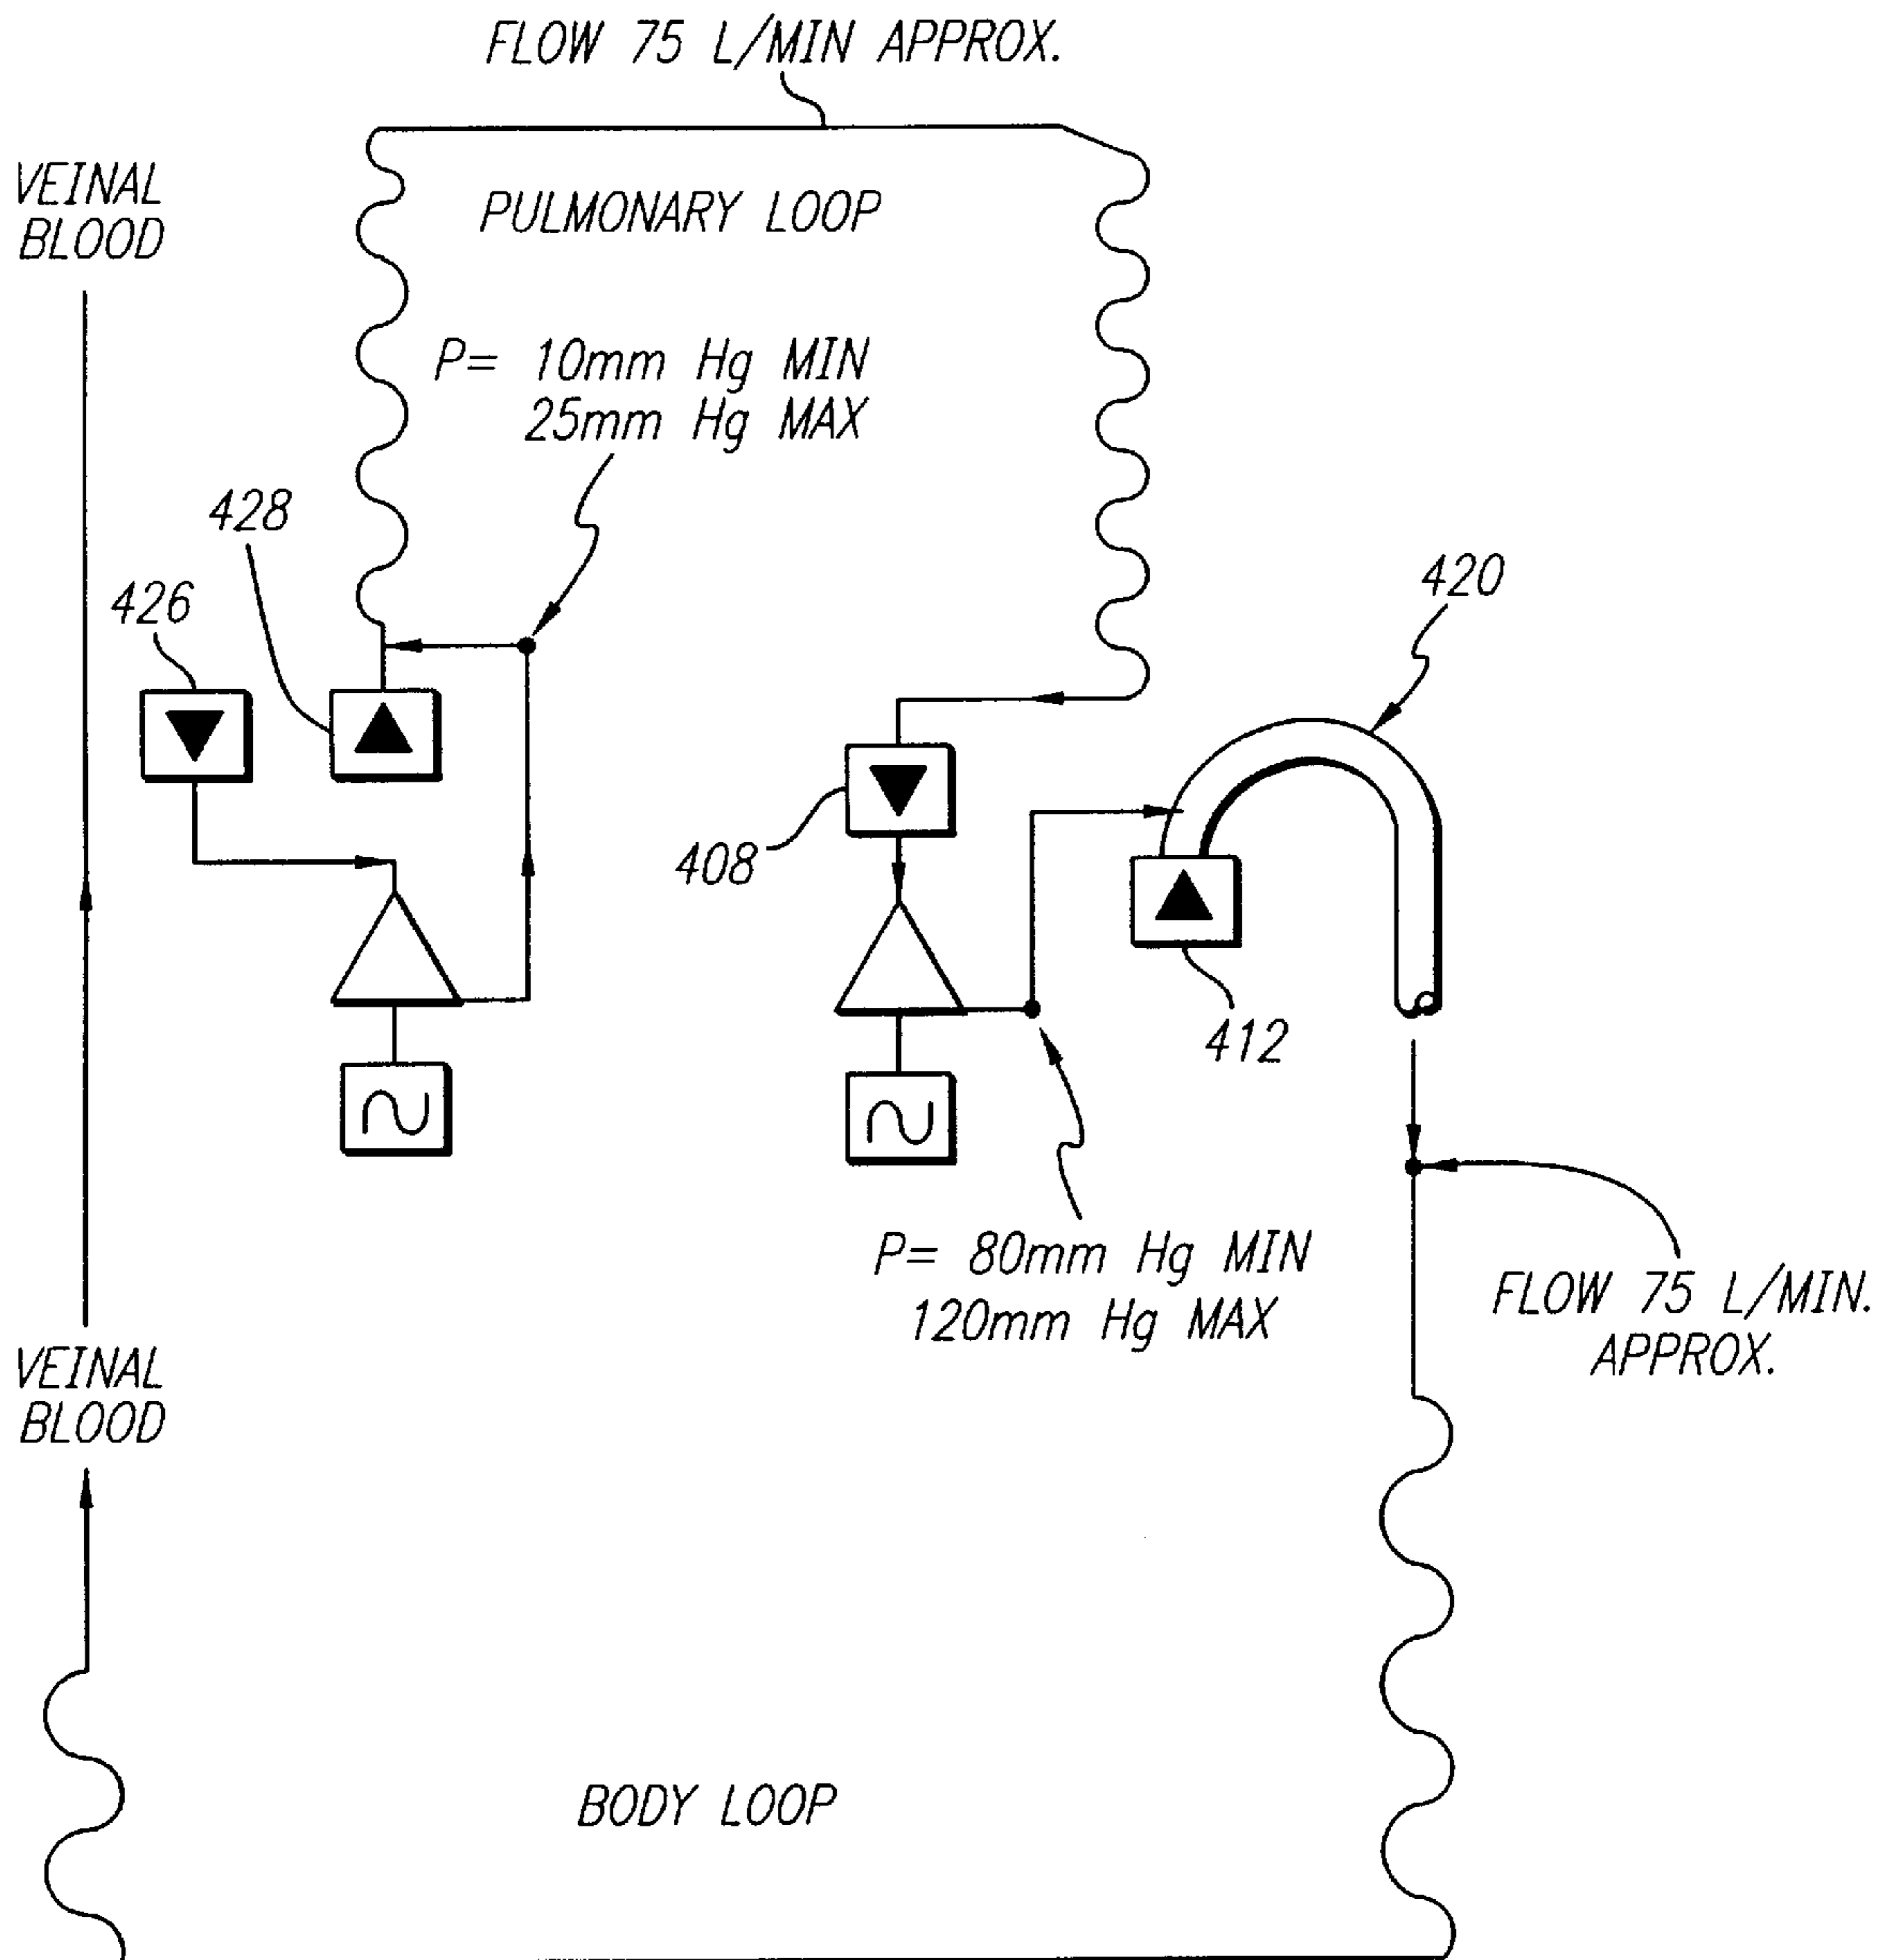 FLOW 75 L/MIN APPROX.
VEINAL
BLOOD
PULMONARY LOOP
P= 10mm Hg MIN
25mm Hg MAX
428
426
420
408
412
P= 80mm Hg MIN
120mm Hg MAX
FLOW 75 L/MIN.
APPROX.
VEINAL
BLOOD
BODY LOOP